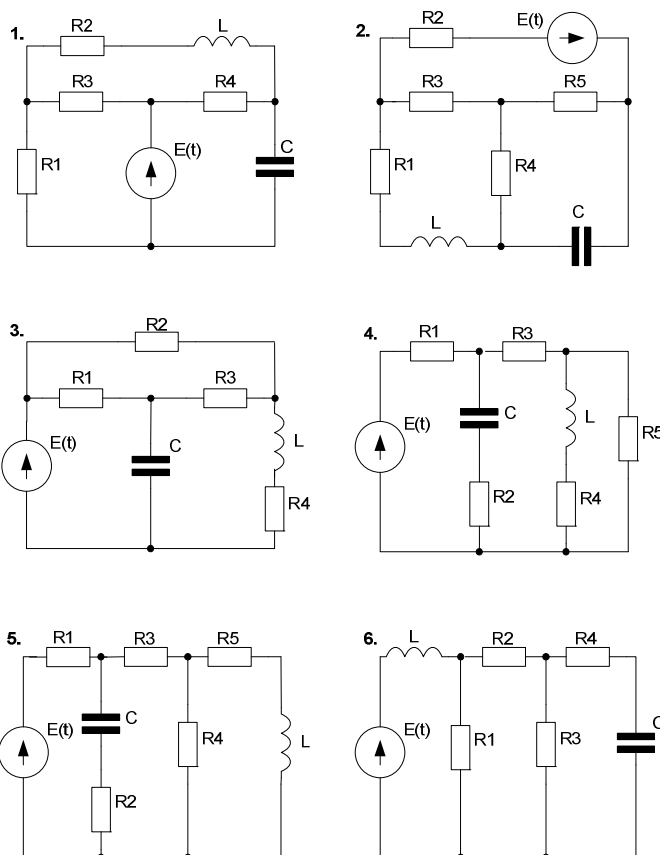 1.
R2
L
R3
R4
R1
E(t)
C
2.
R2
E(t)
R3
R5
R1
R4
L
C
3.
R2
R1
R3
E(t)
C
L
R4
4.
R1
R3
E(t)
C
L
R5
R2
R4
5.
R1
R3
R5
E(t)
C
R4
L
R2
6.
L
R2
R4
E(t)
R1
R3
C